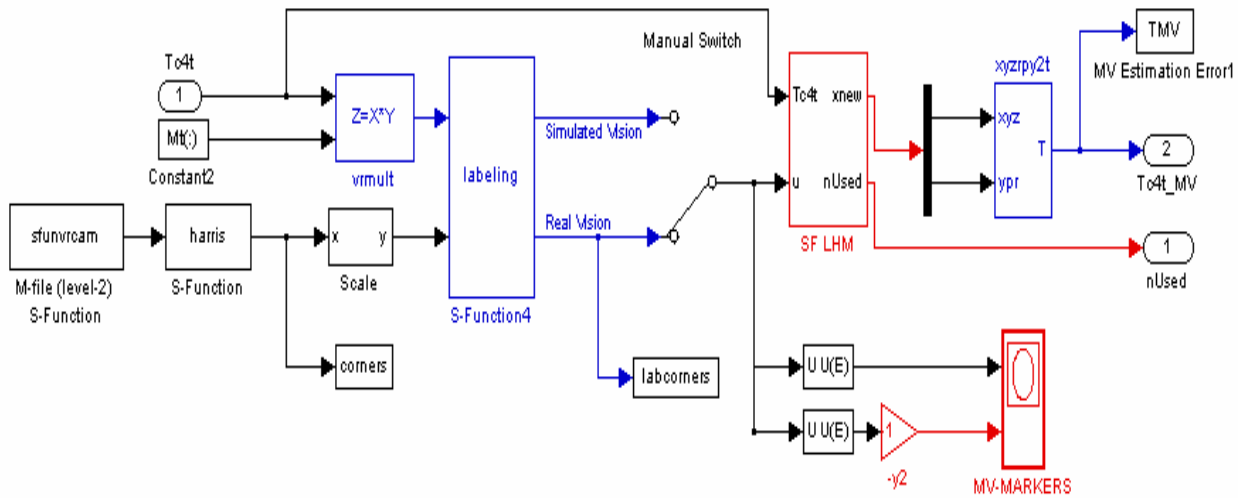 Tc4t
1
Mt(:)
Constant2
Z=X*Y
vrmult
labeling
S-Function4
Simulated Vision
Real Vision
sfunvrcam
M-file (level-2)
S-Function
harris
S-Function
x y
Scale
corners
labcorners
Manual Switch
Tc4t xnew
u nUsed
SF LHM
xyzrpy2t
xyz
T
ypr
TMV
MV Estimation Error1
2
Tc4t_MV
1
nUsed
U U(E)
U U(E)
1
-y2
MV-MARKERS